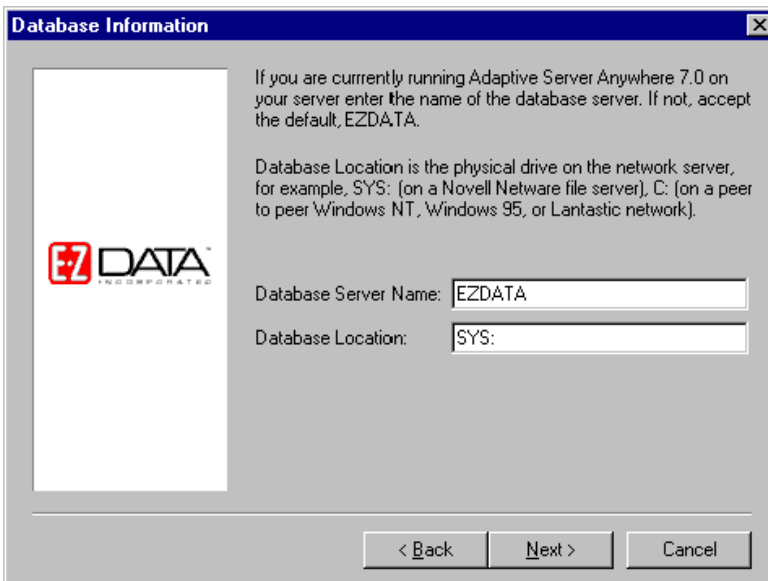 Database Information
If you are currrently running Adaptive Server Anywhere 7.0 on
your server enter the name of the database server. If not, accept
the default, EZDATA.
Database Location is the physical drive on the network server,
for example, SYS: (on a Novell Netware file server), C: (on a peer
to peer Windows NT, Windows 95, or Lantastic network).
E-Z DATA™
INCORPORATED
Database Server Name: EZDATA
Database Location: SYS:
< Back Next > Cancel